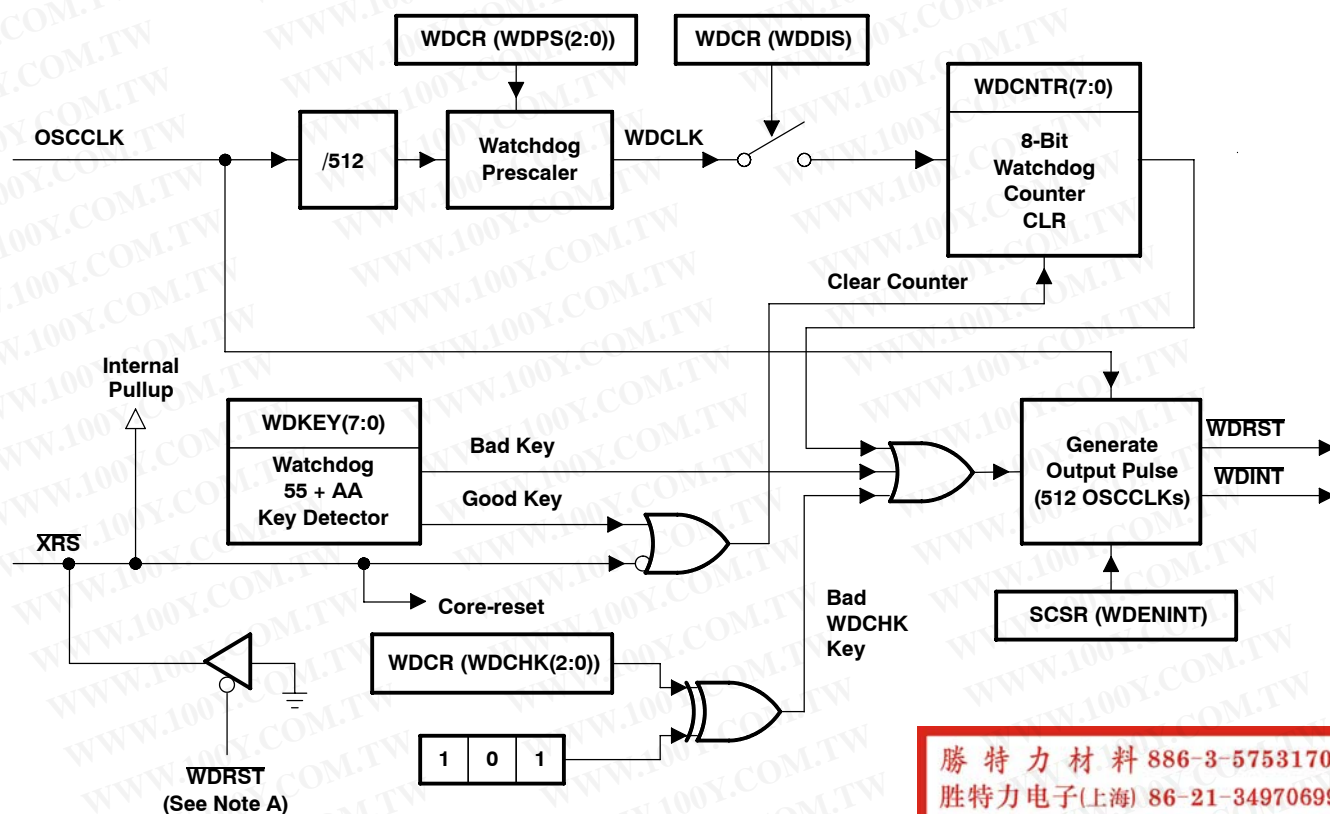 WDCR (WDPS(2:0))
WDCR (WDDIS)
WDCNTR(7:0)
OSCCLK
/512
Watchdog
Prescaler
WDCLK
8-Bit
Watchdog
Counter
CLR
Clear Counter
Internal
Pullup
WDKEY(7:0)
Watchdog
55 + AA
Key Detector
Bad Key
Good Key
Generate
Output Pulse
(512 OSCCLKs)
WDRST
WDINT
XRS
Core-reset
Bad
WDCHK
Key
SCSR (WDENINT)
WDCR (WDCHK(2:0))
1 0 1
WDRST
(See Note A)
勝特力材料 886-3-5753170
胜特力电子(上海) 86-21-34970699
WWW.100Y.COM.TW